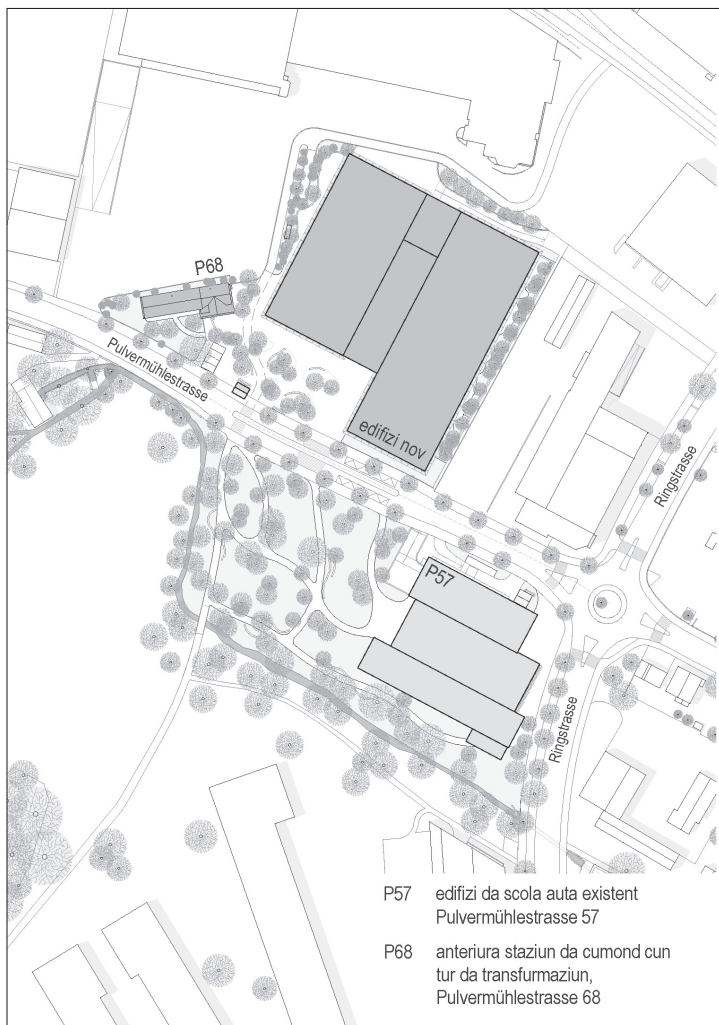 P68
Pulvermühlestrasse
edifizi nov
Ringstrasse
P57
Ringstrasse
P57 edifizi da scola auta existent
Pulvermühlestrasse 57
P68 anteriura staziun da cumond cun
tur da transfurmaziun,
Pulvermühlestrasse 68